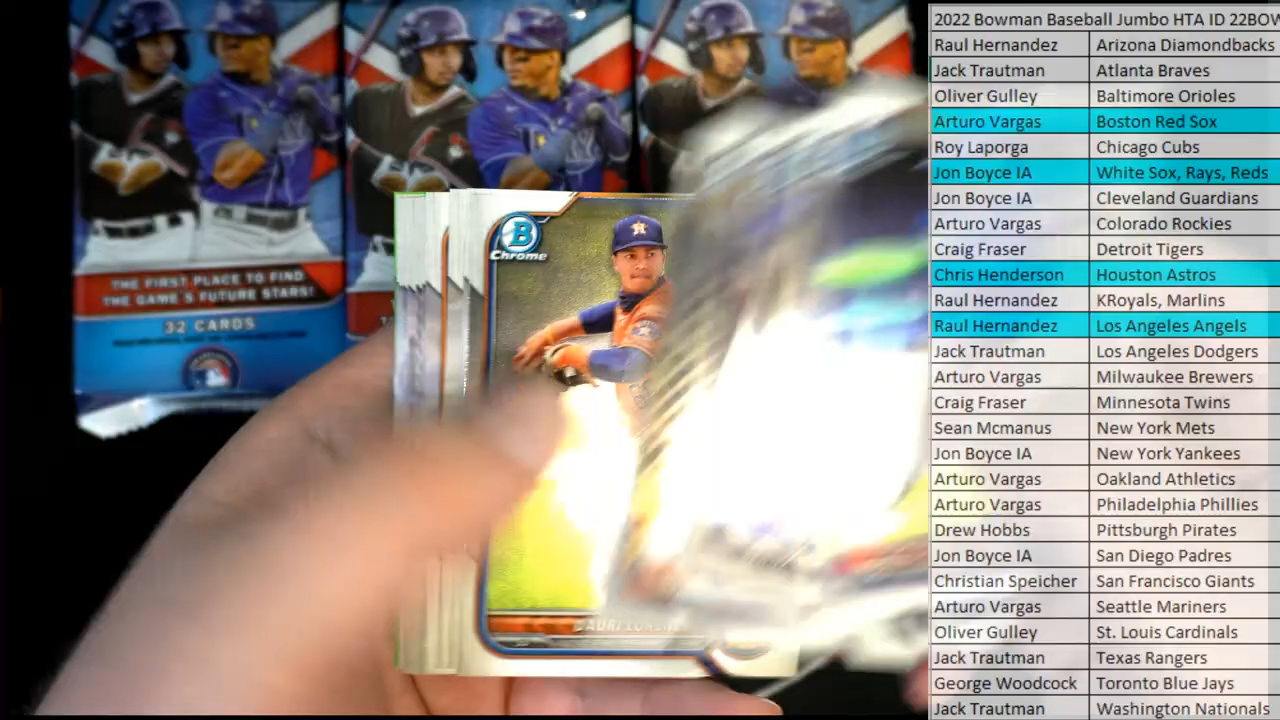 THE FIRST PLACE TO FIND
THE GAME'S FUTURE STARS!
32 CARDS
B
Chrome
2022 Bowman Baseball Jumbo HTA ID 22BOW
Raul Hernandez Arizona Diamondbacks
Jack Trautman Atlanta Braves
Oliver Gulley Baltimore Orioles
Arturo Vargas Boston Red Sox
Roy Laporga Chicago Cubs
Jon Boyce IA White Sox, Rays, Reds
Jon Boyce IA Cleveland Guardians
Arturo Vargas Colorado Rockies
Craig Fraser Detroit Tigers
Chris Henderson Houston Astros
Raul Hernandez KRoyals, Marlins
Raul Hernandez Los Angeles Angels
Jack Trautman Los Angeles Dodgers
Arturo Vargas Milwaukee Brewers
Craig Fraser Minnesota Twins
Sean Mcmanus New York Mets
Jon Boyce IA New York Yankees
Arturo Vargas Oakland Athletics
Arturo Vargas Philadelphia Phillies
Drew Hobbs Pittsburgh Pirates
Jon Boyce IA San Diego Padres
Christian Speicher San Francisco Giants
Arturo Vargas Seattle Mariners
Oliver Gulley St. Louis Cardinals
Jack Trautman Texas Rangers
George Woodcock Toronto Blue Jays
Jack Trautman Washington Nationals